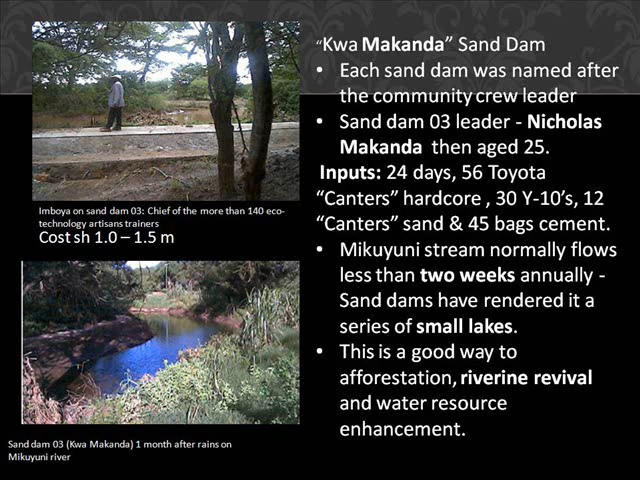 “Kwa Makanda” Sand Dam
• Each sand dam was named after
the community crew leader
• Sand dam 03 leader - Nicholas
Makanda then aged 25.
Inputs: 24 days, 56 Toyota
“Canters” hardcore , 30 Y-10’s, 12
“Canters” sand & 45 bags cement.
• Mikuyuni stream normally flows
less than two weeks annually -
Sand dams have rendered it a
series of small lakes.
• This is a good way to
afforestation, riverine revival
and water resource
enhancement.
Imboya on sand dam 03: Chief of the more than 140 eco-
technology artisans trainers
Cost sh 1.0 – 1.5 m
Sand dam 03 (Kwa Makanda) 1 month after rains on
Mikuyuni river